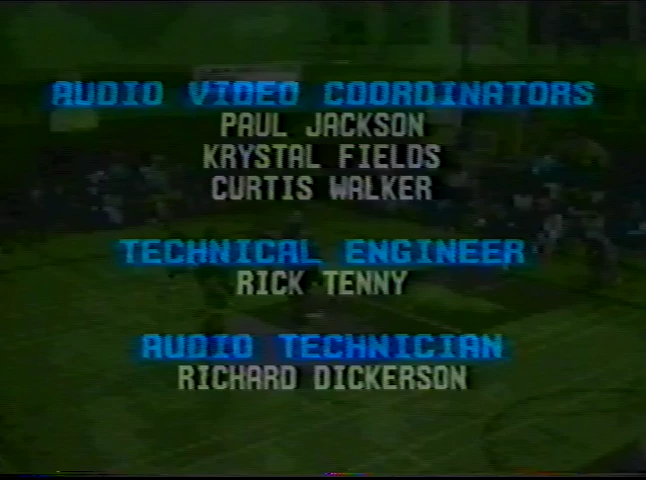 AUDIO VIDEO COORDINATORS
PAUL JACKSON
KRYSTAL FIELDS
CURTIS WALKER
TECHNICAL ENGINEER
RICK TENNY
AUDIO TECHNICIAN
RICHARD DICKERSON